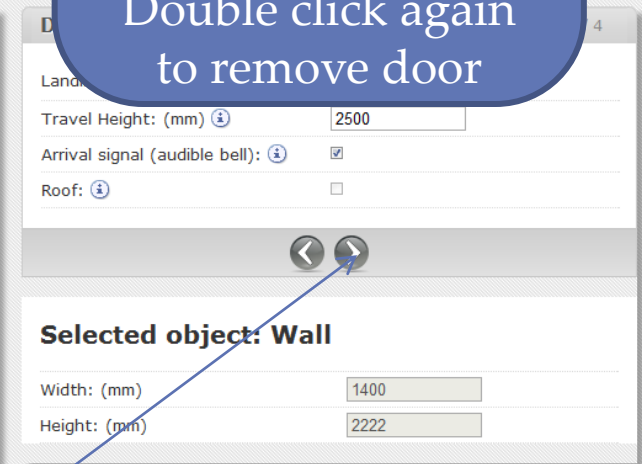 Double click again
to remove door
4
Travel Height: (mm) 2500
Arrival signal (audible bell):
Roof:
Selected object: Wall
Width: (mm) 1400
Height: (mm) 2222